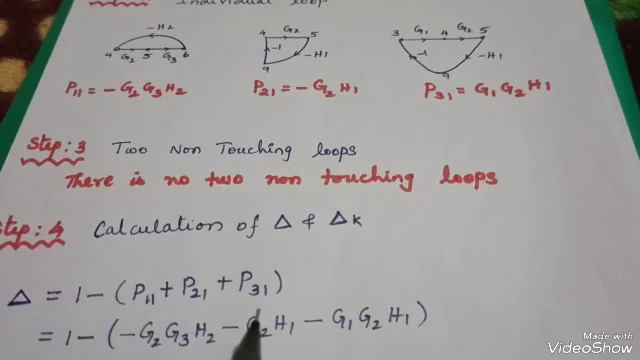 Individual loop
-H2
4 G2 5 G3 6
4 G2 5
-1 -H1
9
3 G1 4 G2 5
-1 -H1
9
P11 = -G2 G3 H2
P21 = -G2 H1
P31 = G1 G2 H1
Step:3 Two Non Touching loops
There is no two non touching loops
Step:4 Calculation of Δ & Δk
Δ = 1-(P11 + P21 + P31)
= 1-(-G2 G3 H2 - G2 H1 - G1 G2 H1)
Made With
VideoShow